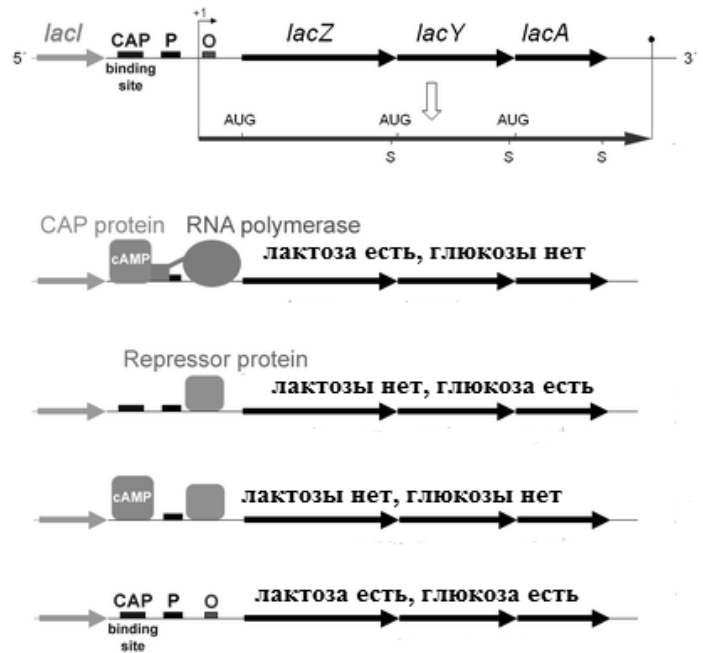 lacI CAP P +1 O lacZ lacY lacA
5´ 3´
binding
site
AUG AUG AUG
S S S
CAP protein RNA polymerase
cAMP лактоза есть, глюкозы нет
Repressor protein
лактозы нет, глюкоза есть
cAMP лактозы нет, глюкозы нет
CAP P O лактоза есть, глюкоза есть
binding
site